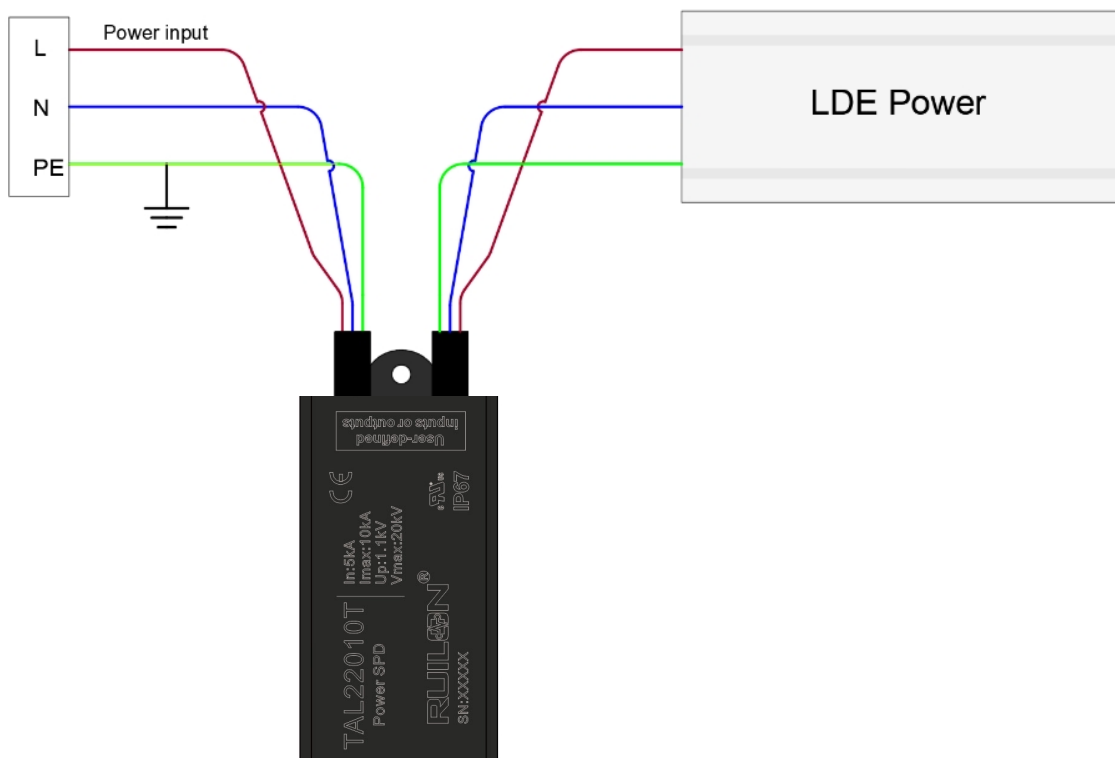 L
Power input
N
PE
LDE Power
User-defined
Inputs or outputs
CE
IP67
In:5kA
Imax:10kA
Up:1.1kV
Vmax:20kV
TAL22010T
Power SPD
RUILON®
SN:XXXXX